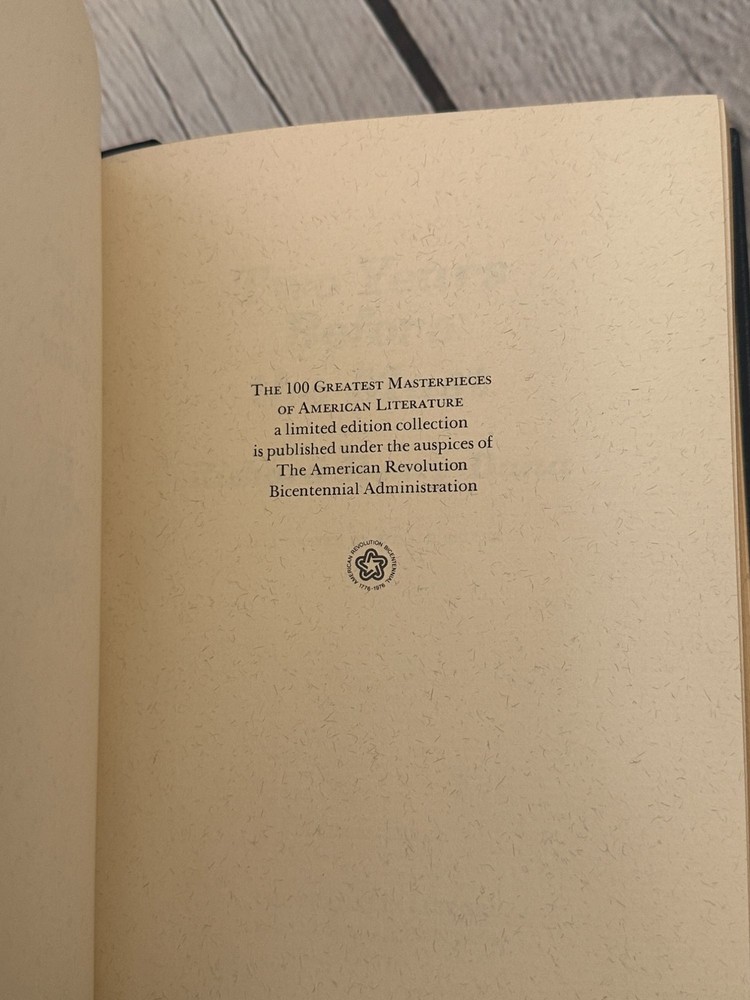 THE 100 GREATEST MASTERPIECES
OF AMERICAN LITERATURE
a limited edition collection
is published under the auspices of
The American Revolution
Bicentennial Administration
AMERICAN REVOLUTION BICENTENNIAL
1776-1976